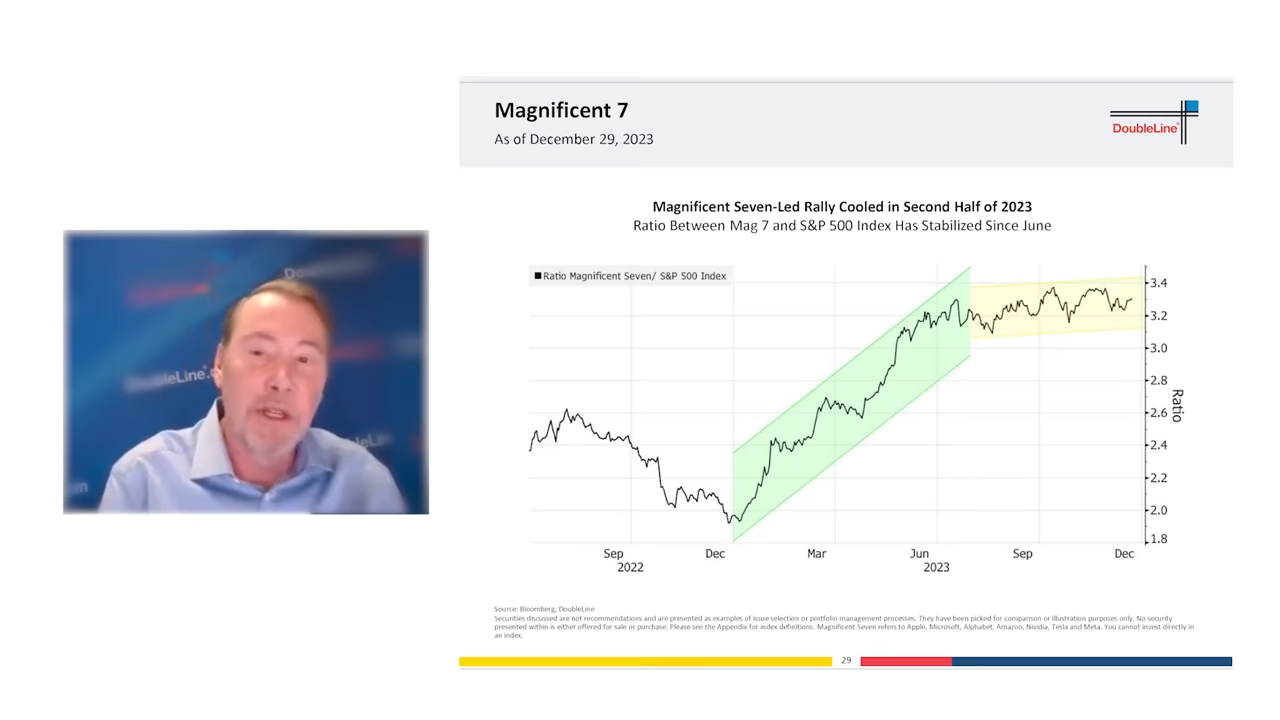 Magnificent 7
As of December 29, 2023
DoubleLine®
Magnificent Seven-Led Rally Cooled in Second Half of 2023
Ratio Between Mag 7 and S&P 500 Index Has Stabilized Since June
Ratio Magnificent Seven/ S&P 500 Index
3.4
3.2
3.0
2.8
2.6
2.4
2.2
2.0
1.8
Ratio
Sep Dec Mar Jun Sep Dec
2022 2023
Source: Bloomberg, DoubleLine
Securities discussed are not recommendations and are presented as examples of issue selection or portfolio management processes. They have been picked for comparison or illustration purposes only. No security
presented within is either offered for sale or purchase. Please see the Appendix for index definitions. Magnificent Seven refers to Apple, Microsoft, Alphabet, Amazon, Nividia, Tesla and Meta. You cannot invest directly in
an index.
29
DoubleLine